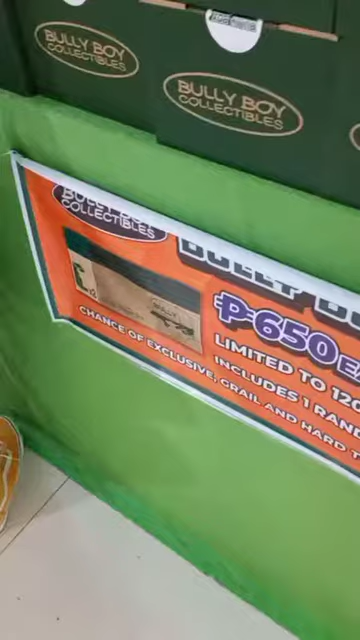 BULLY BOY
COLLECTIBLES
BULLY BOY
COLLECTIBLES
BULLY BOY
COLLECTIBLES
BULLY
₱650
LIMITED TO 120
INCLUDES 1
CHANCE OF EXCLUSIVE, GRAIL AND HARD